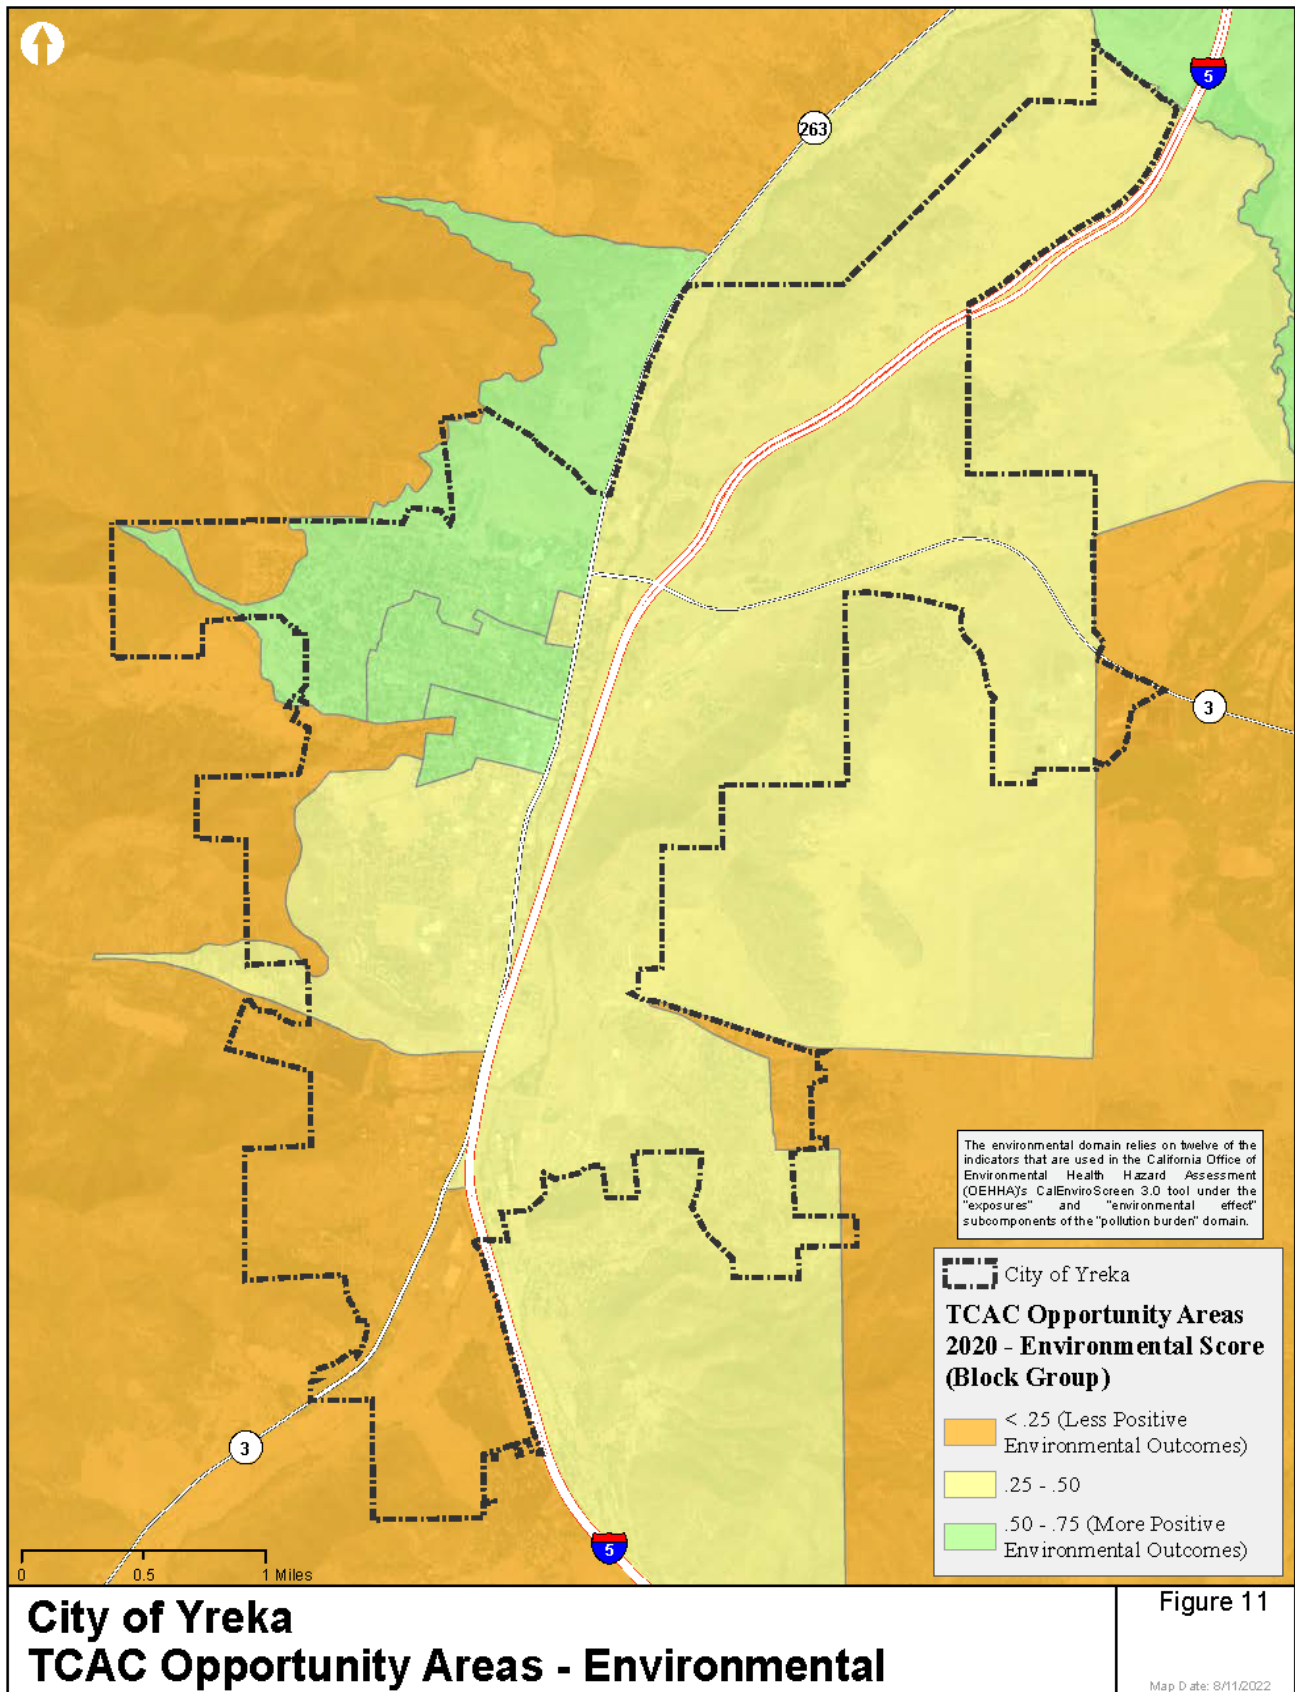 5
263
3
The environmental domain relies on twelve of the
indicators that are used in the California Office of
Environmental Health Hazard Assessment
(OEHHA)'s CalEnviroScreen 3.0 tool under the
"exposures" and "environmental effect"
subcomponents of the "pollution burden" domain.
City of Yreka
TCAC Opportunity Areas
2020 - Environmental Score
(Block Group)
< .25 (Less Positive
Environmental Outcomes)
.25 - .50
.50 - .75 (More Positive
Environmental Outcomes)
3
5
0 0.5 1 Miles
City of Yreka
TCAC Opportunity Areas - Environmental
Figure 11
Map Date: 8/11/2022